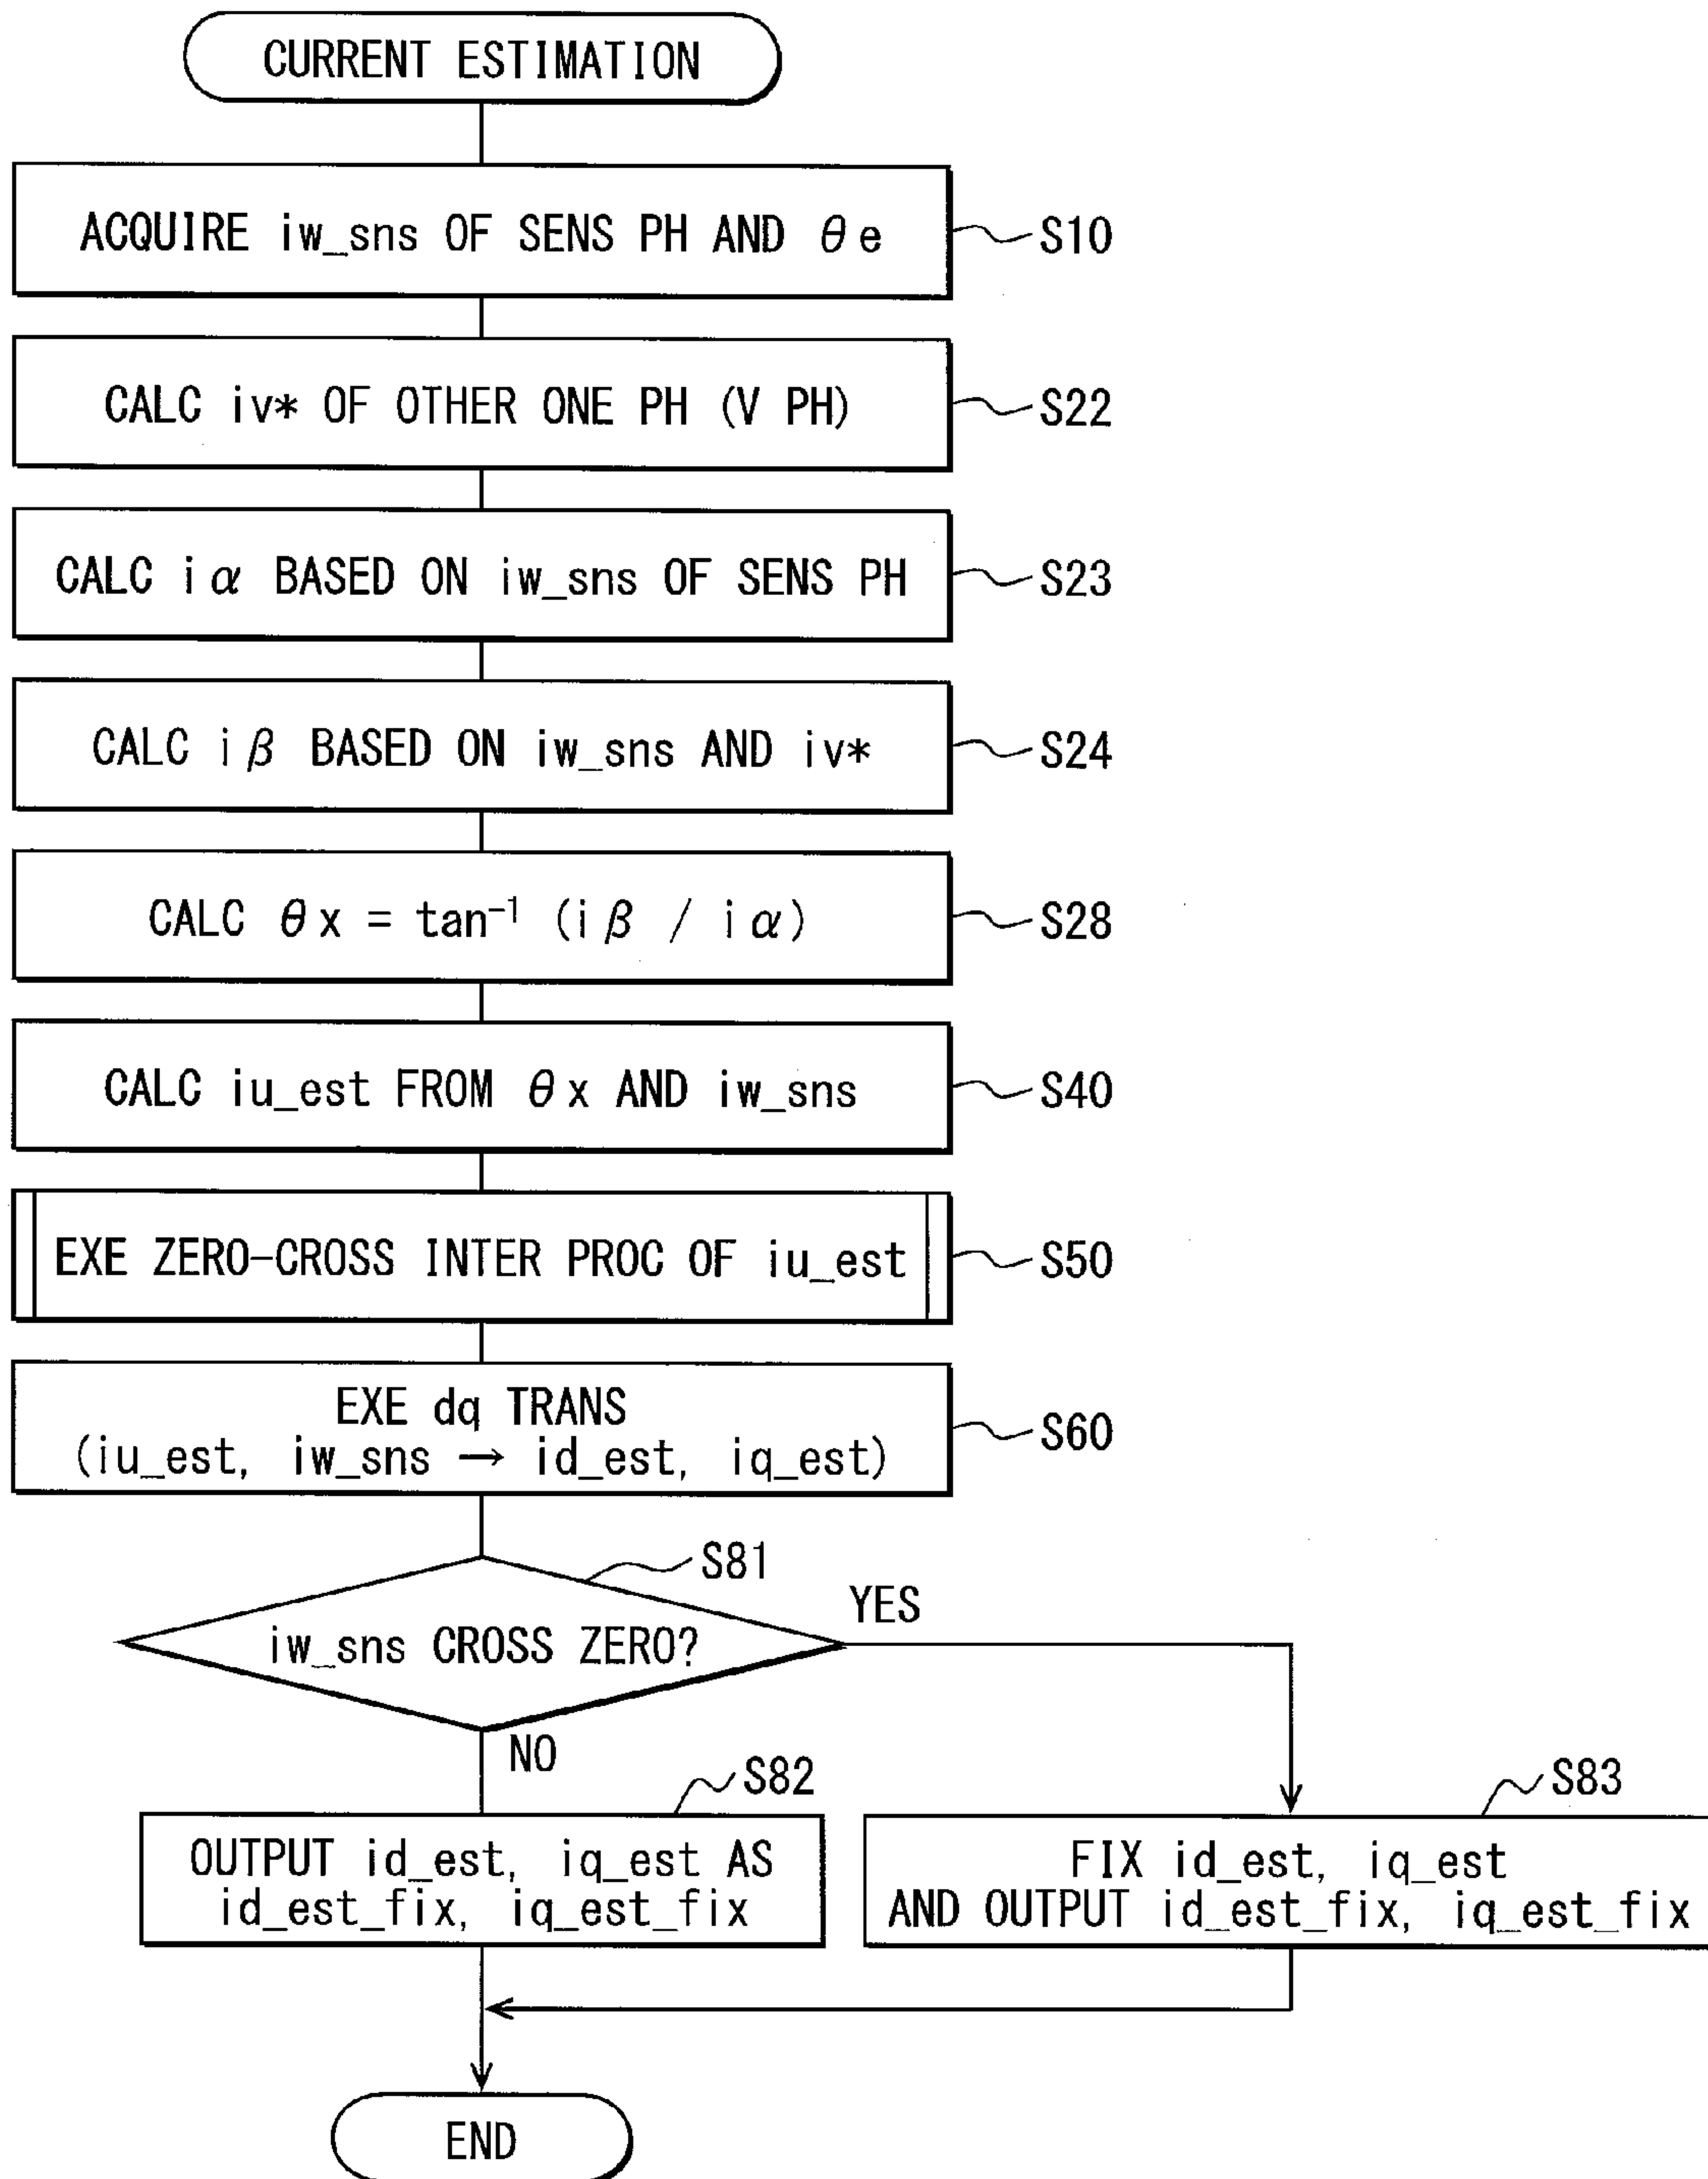 CURRENT ESTIMATION
ACQUIRE iw_sns OF SENS PH AND θe
S10
CALC iv* OF OTHER ONE PH (V PH)
S22
CALC iα BASED ON iw_sns OF SENS PH
S23
CALC iβ BASED ON iw_sns AND iv*
S24
CALC θx = tan⁻¹ (iβ / iα)
S28
CALC iu_est FROM θx AND iw_sns
S40
EXE ZERO-CROSS INTER PROC OF iu_est
S50
EXE dq TRANS
(iu_est, iw_sns → id_est, iq_est)
S60
S81
iw_sns CROSS ZERO?
YES
NO
S82
OUTPUT id_est, iq_est AS
id_est_fix, iq_est_fix
S83
FIX id_est, iq_est
AND OUTPUT id_est_fix, iq_est_fix
END